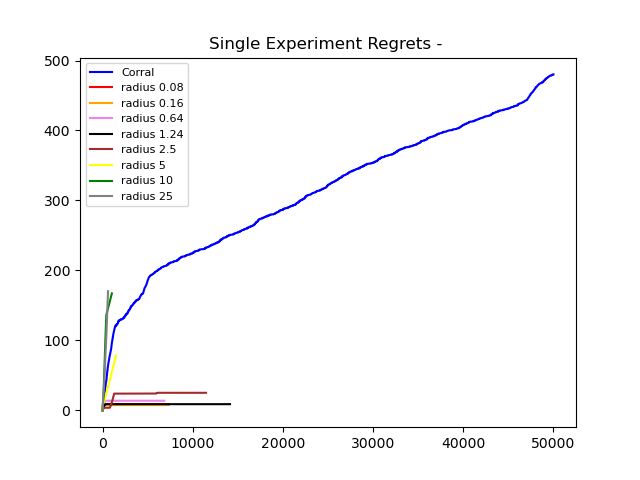 Single Experiment Regrets -
500
400
300
200
100
0
Corral
radius 0.08
radius 0.16
radius 0.64
radius 1.24
radius 2.5
radius 5
radius 10
radius 25
0 10000 20000 30000 40000 50000